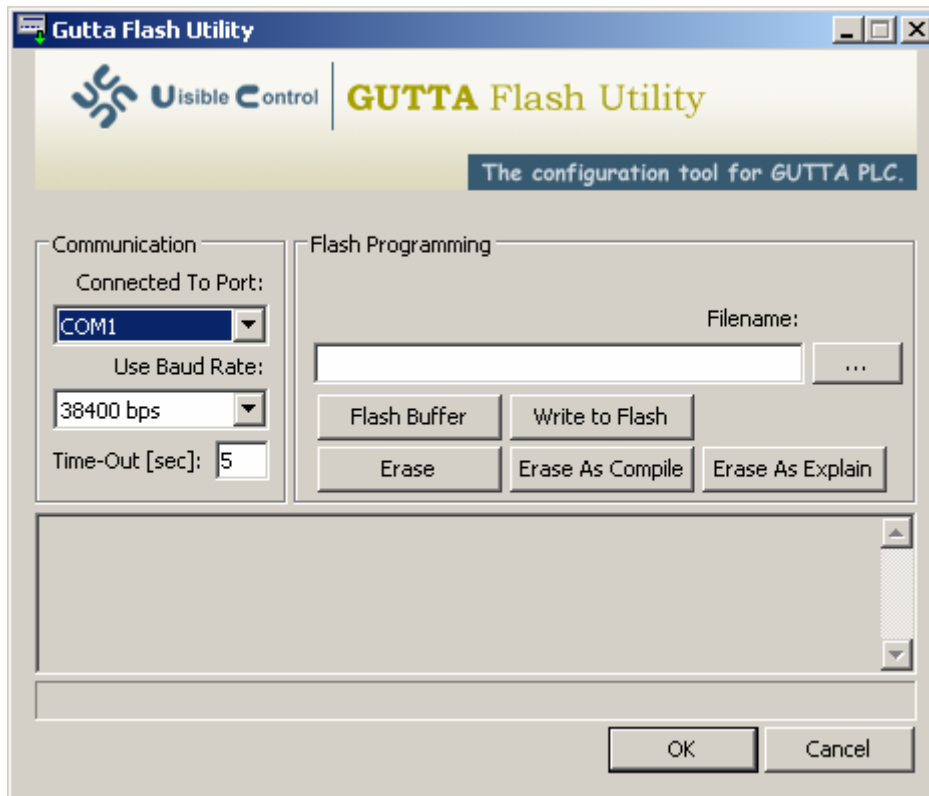 Gutta Flash Utility
Uisible Control
GUTTA Flash Utility
The configuration tool for GUTTA PLC.
Communication
Connected To Port:
COM1
Use Baud Rate:
38400 bps
Time-Out [sec]: 5
Flash Programming
Filename:
...
Flash Buffer Write to Flash
Erase Erase As Compile Erase As Explain
OK Cancel